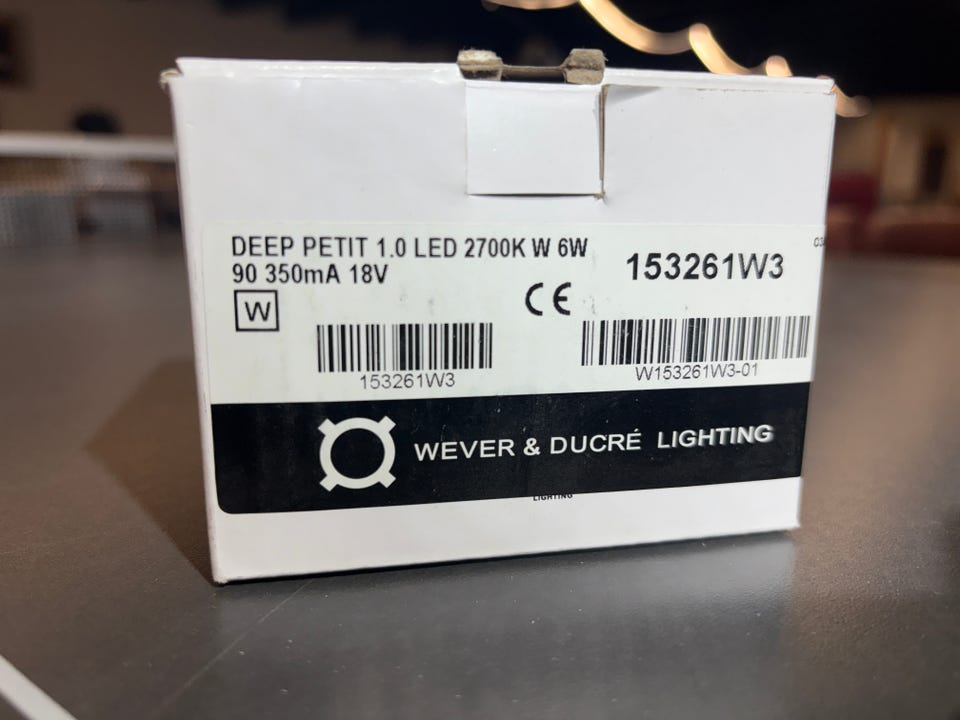 DEEP PETIT 1.0 LED 2700K W 6W
90 350mA 18V
153261W3
W
CE
153261W3
W153261W3-01
WEVER & DUCRÉ LIGHTING
LIGHTING